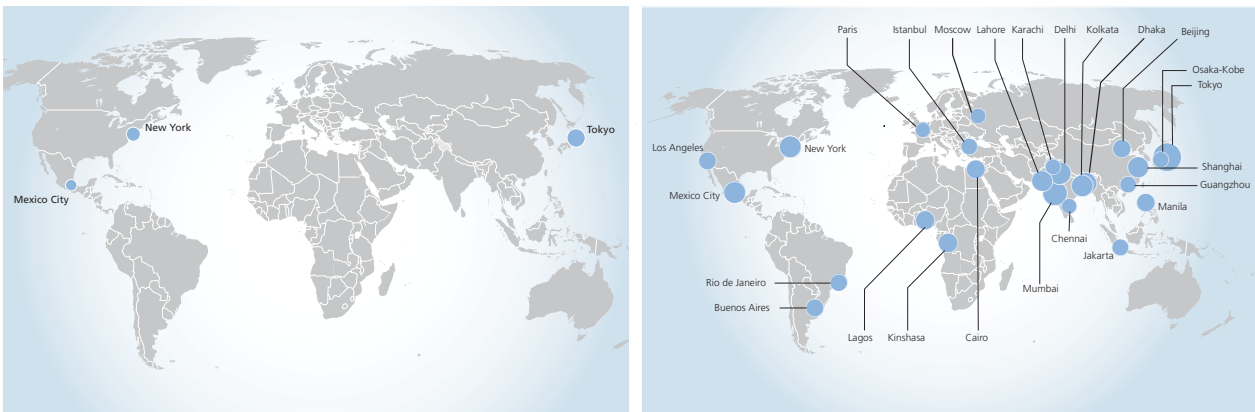 New York
Tokyo
Mexico City
Paris
Istanbul
Moscow
Lahore
Karachi
Delhi
Kolkata
Dhaka
Beijing
Osaka-Kobe
Tokyo
Los Angeles
New York
Shanghai
Mexico City
Guangzhou
Manila
Chennai
Jakarta
Rio de Janeiro
Mumbai
Buenos Aires
Lagos
Kinshasa
Cairo